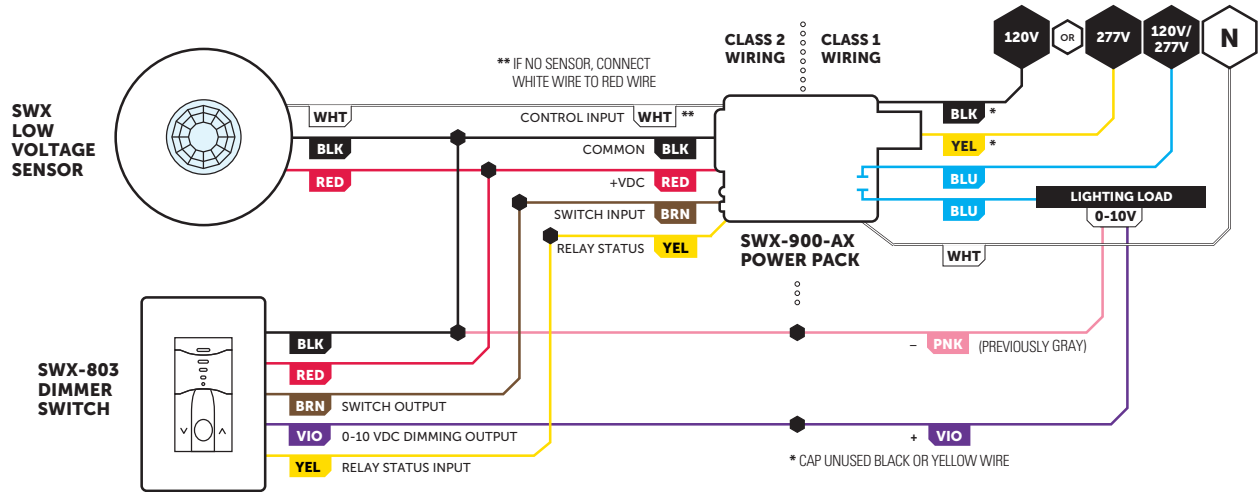 CLASS 2
WIRING
CLASS 1
WIRING
120V
OR
277V
120V/
277V
N
** IF NO SENSOR, CONNECT
WHITE WIRE TO RED WIRE
SWX
LOW
VOLTAGE
SENSOR
WHT
CONTROL INPUT WHT **
BLK
COMMON BLK
RED
+VDC RED
SWITCH INPUT BRN
RELAY STATUS YEL
BLK *
YEL *
BLU
BLU
LIGHTING LOAD
0-10V
WHT
SWX-900-AX
POWER PACK
SWX-803
DIMMER
SWITCH
BLK
RED
BRN SWITCH OUTPUT
VIO 0-10 VDC DIMMING OUTPUT
YEL RELAY STATUS INPUT
– PNK (PREVIOUSLY GRAY)
+ VIO
* CAP UNUSED BLACK OR YELLOW WIRE